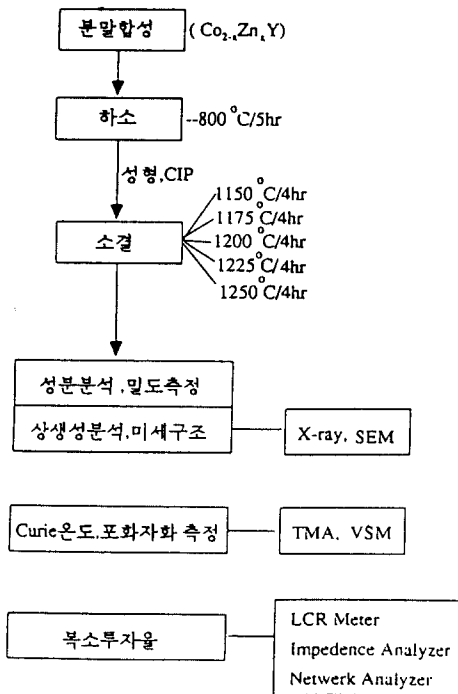 분말합성 (Co₂₋ₓZnₓY)
하소 --800 °C/5hr
성형,CIP
소결
1150 °C/4hr
1175 °C/4hr
1200 °C/4hr
1225 °C/4hr
1250 °C/4hr
성분분석,밀도측정
상생성분석,미세구조
X-ray, SEM
Curie온도,포화자화 측정
TMA, VSM
복소투자율
LCR Meter
Impedence Analyzer
Netwerk Analyzer